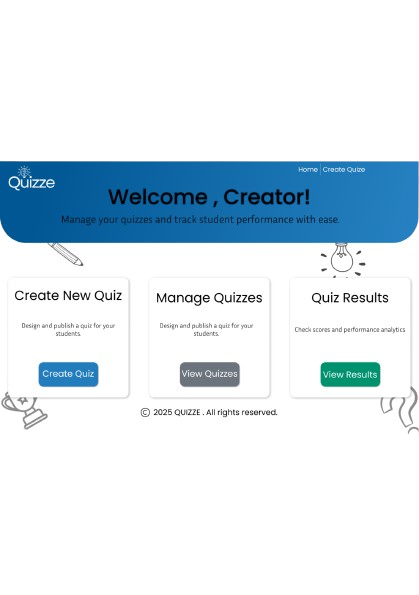 Quizze
Home
Create Quize
Welcome , Creator!
Manage your quizzes and track student performance with ease.
Create New Quiz
Design and publish a quiz for your
students.
Create Quiz
Manage Quizzes
Design and publish a quiz for your
students.
View Quizzes
Quiz Results
Check scores and performance analytics
View Results
© 2025 QUIZZE . All rights reserved.